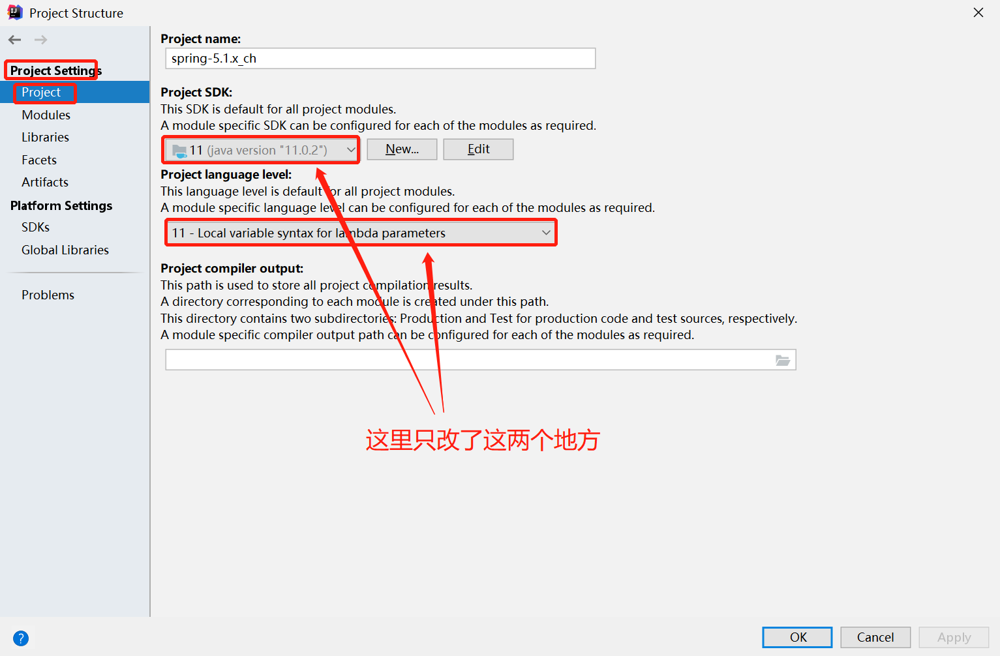 Project Structure
Project Settings
Project
Modules
Libraries
Facets
Artifacts
Platform Settings
SDKs
Global Libraries
Problems
Project name:
spring-5.1.x_ch
Project SDK:
This SDK is default for all project modules.
A module specific SDK can be configured for each of the modules as required.
11 (java version "11.0.2")
New...
Edit
Project language level:
This language level is default for all project modules.
A module specific language level can be configured for each of the modules as required.
11 - Local variable syntax for lambda parameters
Project compiler output:
This path is used to store all project compilation results.
A directory corresponding to each module is created under this path.
This directory contains two subdirectories: Production and Test for production code and test sources, respectively.
A module specific compiler output path can be configured for each of the modules as required.
这里只改了这两个地方
?
OK
Cancel
Apply